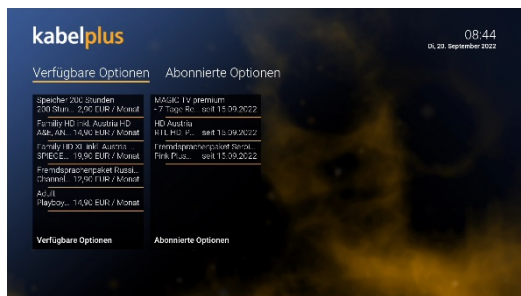 kabelplus
08:44
Di, 20. September 2022
Verfügbare Optionen
Abonnierte Optionen
Speicher 200 Stunden
200 Stun... 2,90 EUR / Monat
Family HD inkl. Austria HD
A&E, AN... 14,90 EUR / Monat
Family HD XL inkl. Austria ...
SPIEGE... 19,90 EUR / Monat
Fremdsprachenpaket Russi...
Channel... 12,90 EUR / Monat
Adult
Playboy... 14,90 EUR / Monat
Verfügbare Optionen
MAGIC TV premium
- 7 Tage Re... seit 15.09.2022
HD Austria
RTL HD, P... seit 15.09.2022
Fremdsprachenpaket Serbi...
Pink Plus... seit 15.09.2022
Abonnierte Optionen